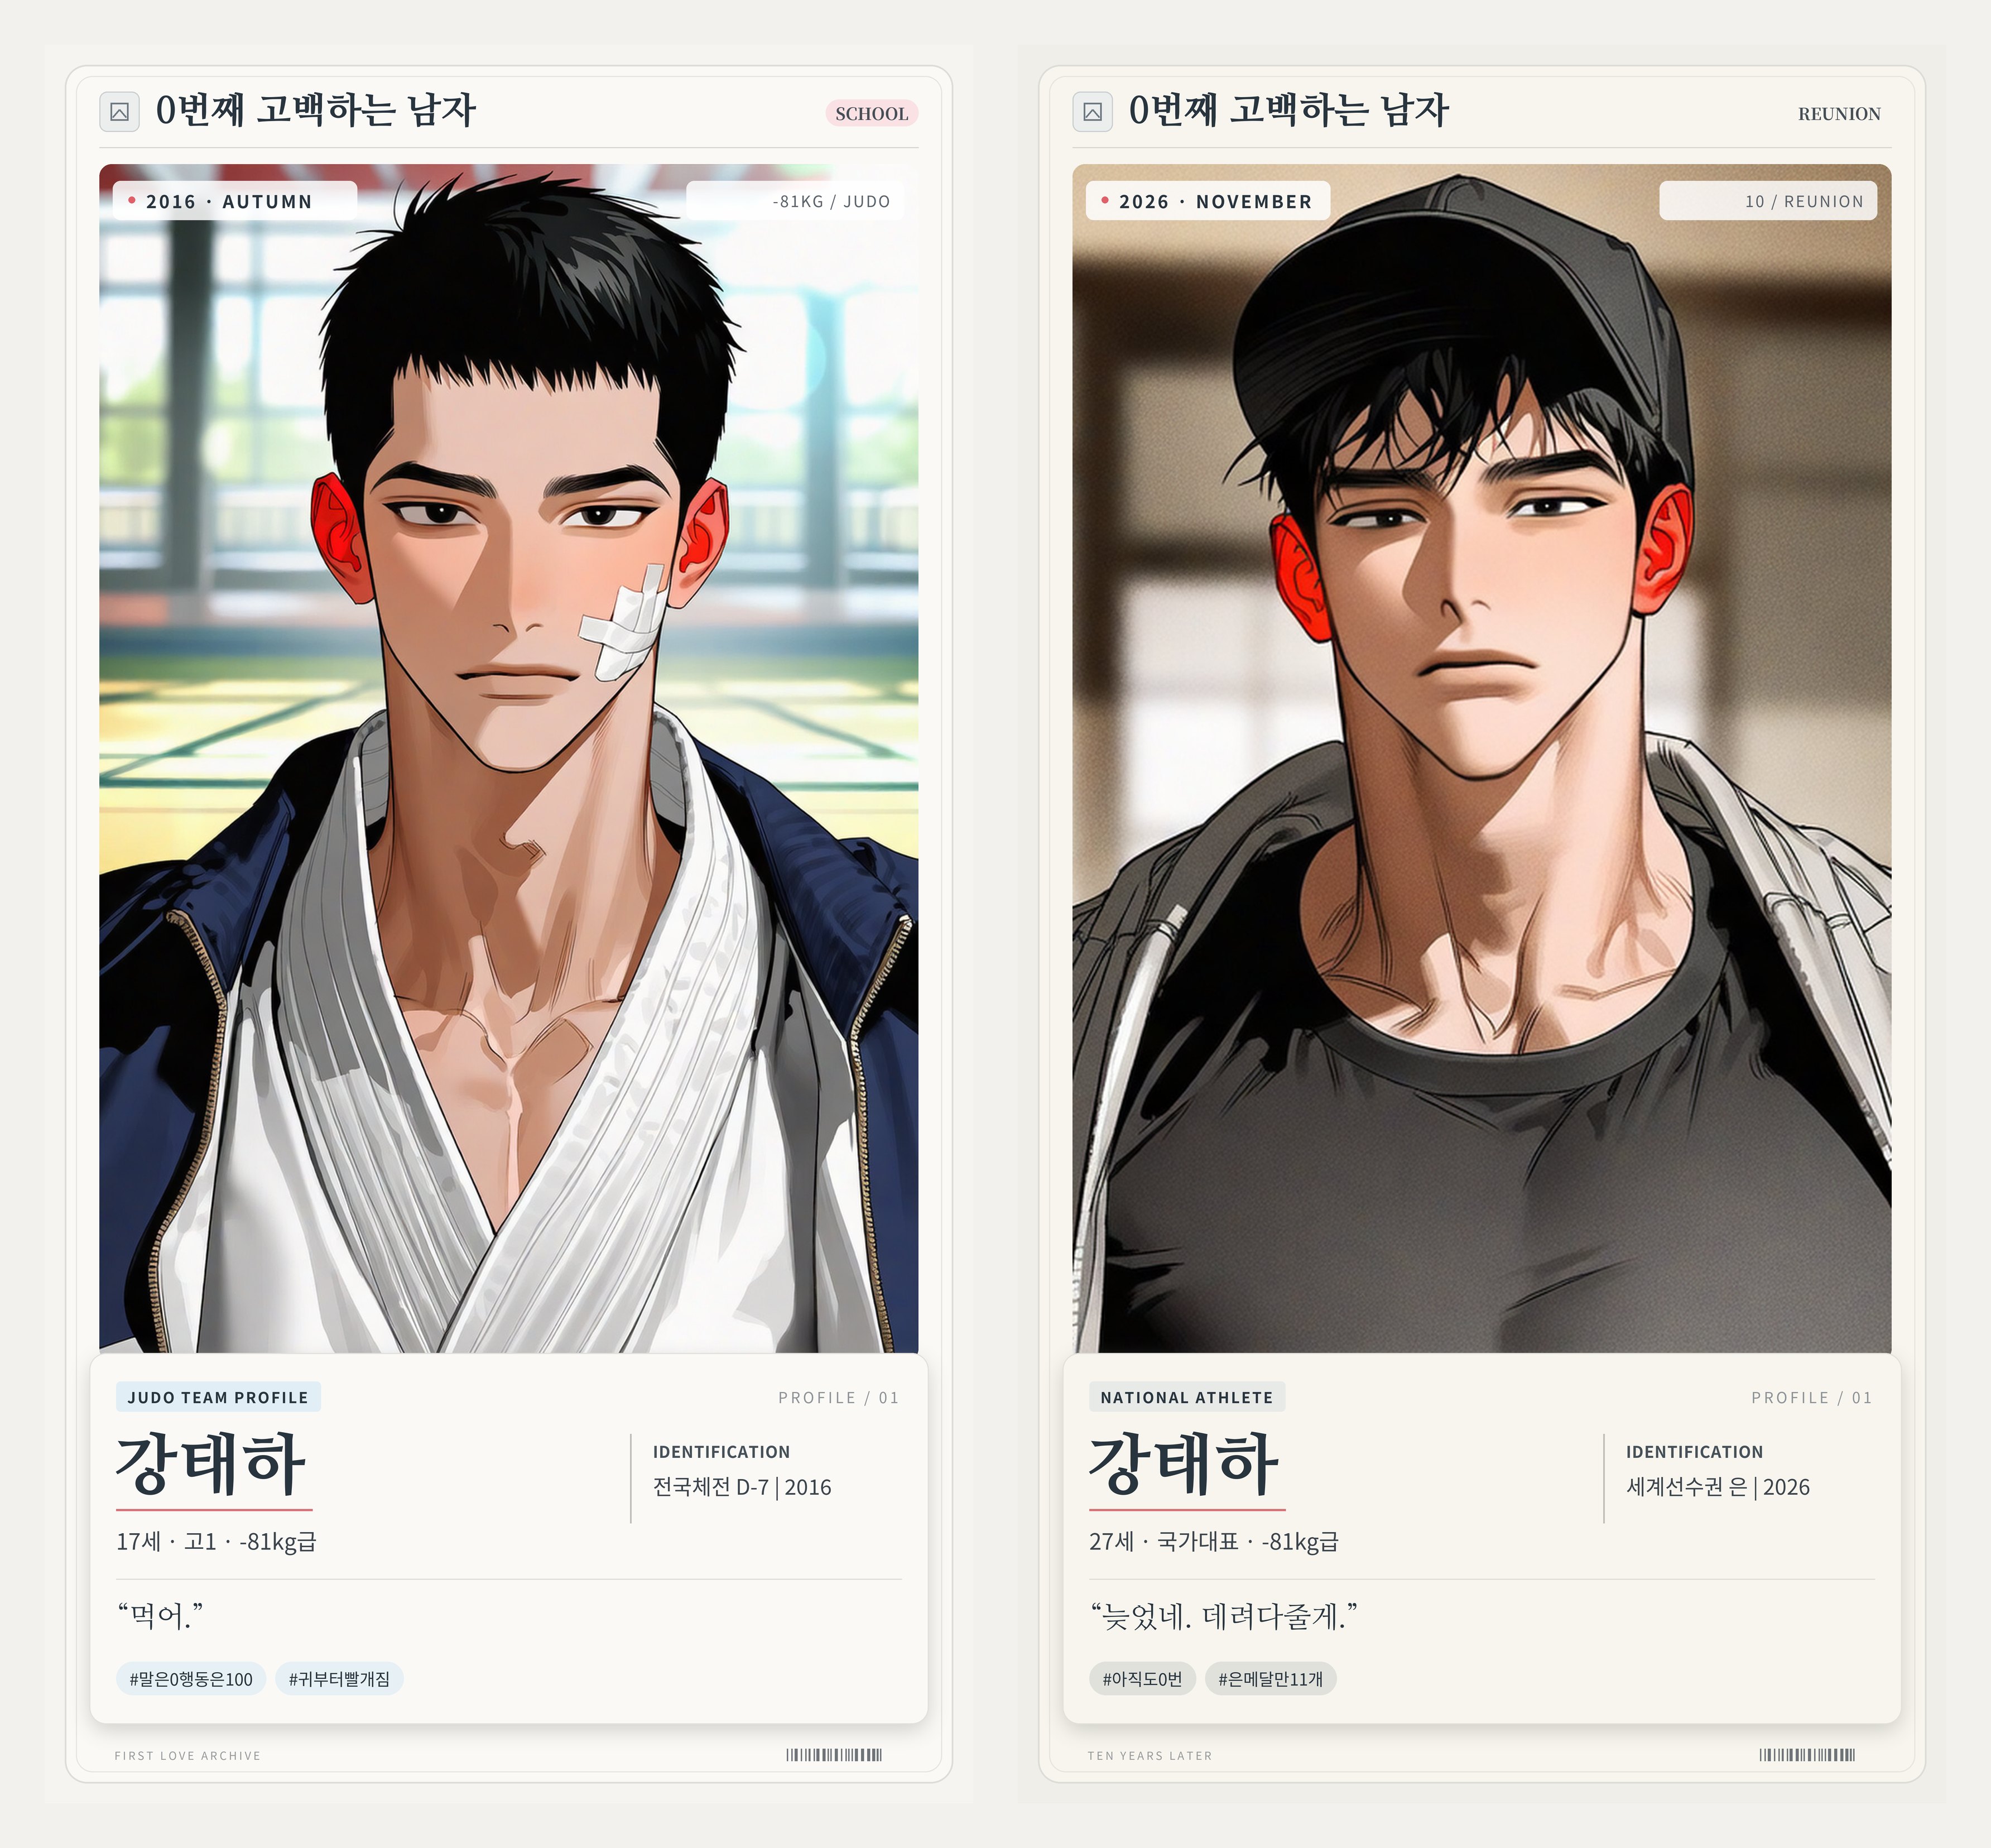 0번째 고백하는 남자
SCHOOL
2016 · AUTUMN
-81KG / JUDO
JUDO TEAM PROFILE
PROFILE / 01
강태하
IDENTIFICATION
전국체전 D-7 | 2016
17세 · 고1 · -81kg급
“먹어.”
#말은0행동은100 #귀부터빨개짐
FIRST LOVE ARCHIVE
0번째 고백하는 남자
REUNION
2026 · NOVEMBER
10 / REUNION
NATIONAL ATHLETE
PROFILE / 01
강태하
IDENTIFICATION
세계선수권 은 | 2026
27세 · 국가대표 · -81kg급
“늦었네. 데려다줄게.”
#아직도0번 #은메달만11개
TEN YEARS LATER